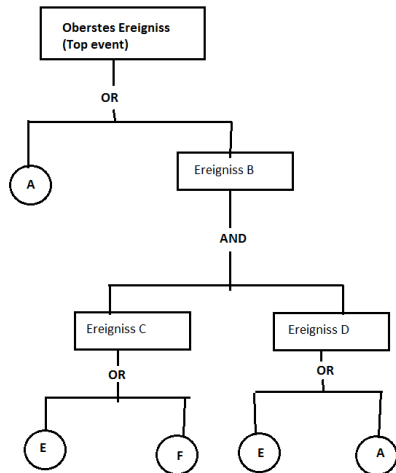 Oberstes Ereigniss
(Top event)
OR
A
Ereigniss B
AND
Ereigniss C
Ereigniss D
OR
OR
E
F
E
A